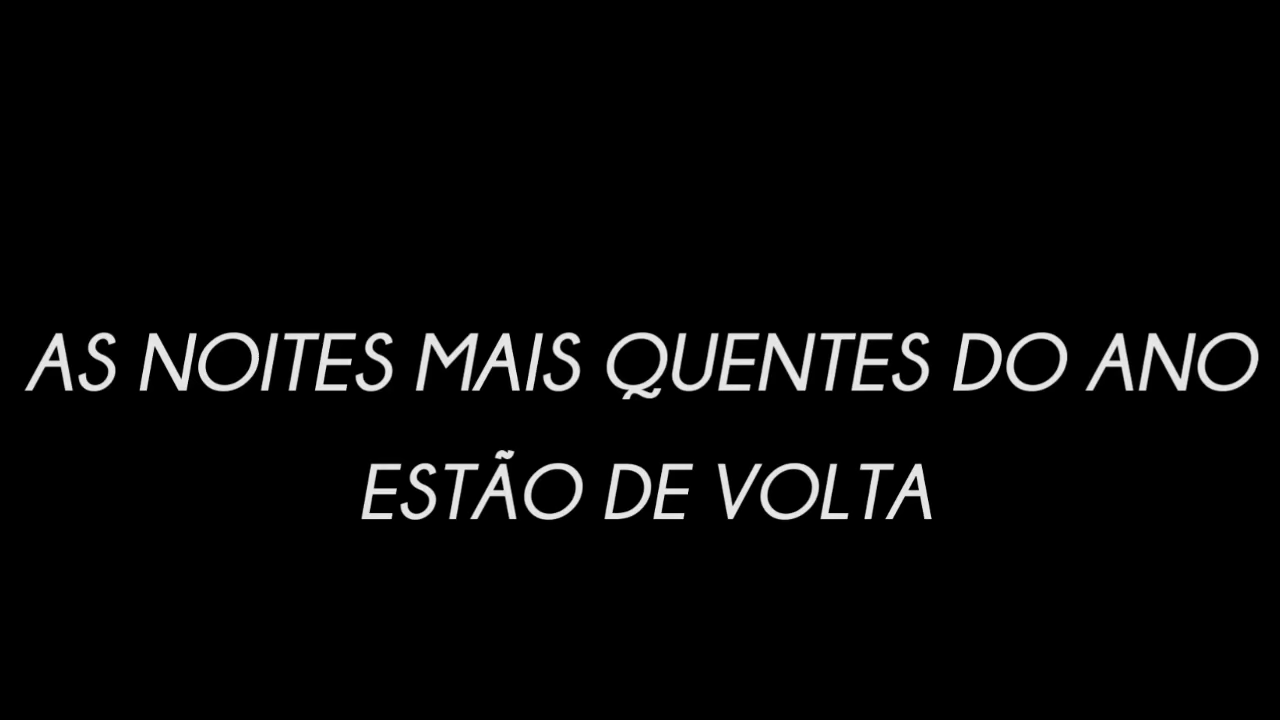 AS NOITES MAIS QUENTES DO ANO
ESTÃO DE VOLTA